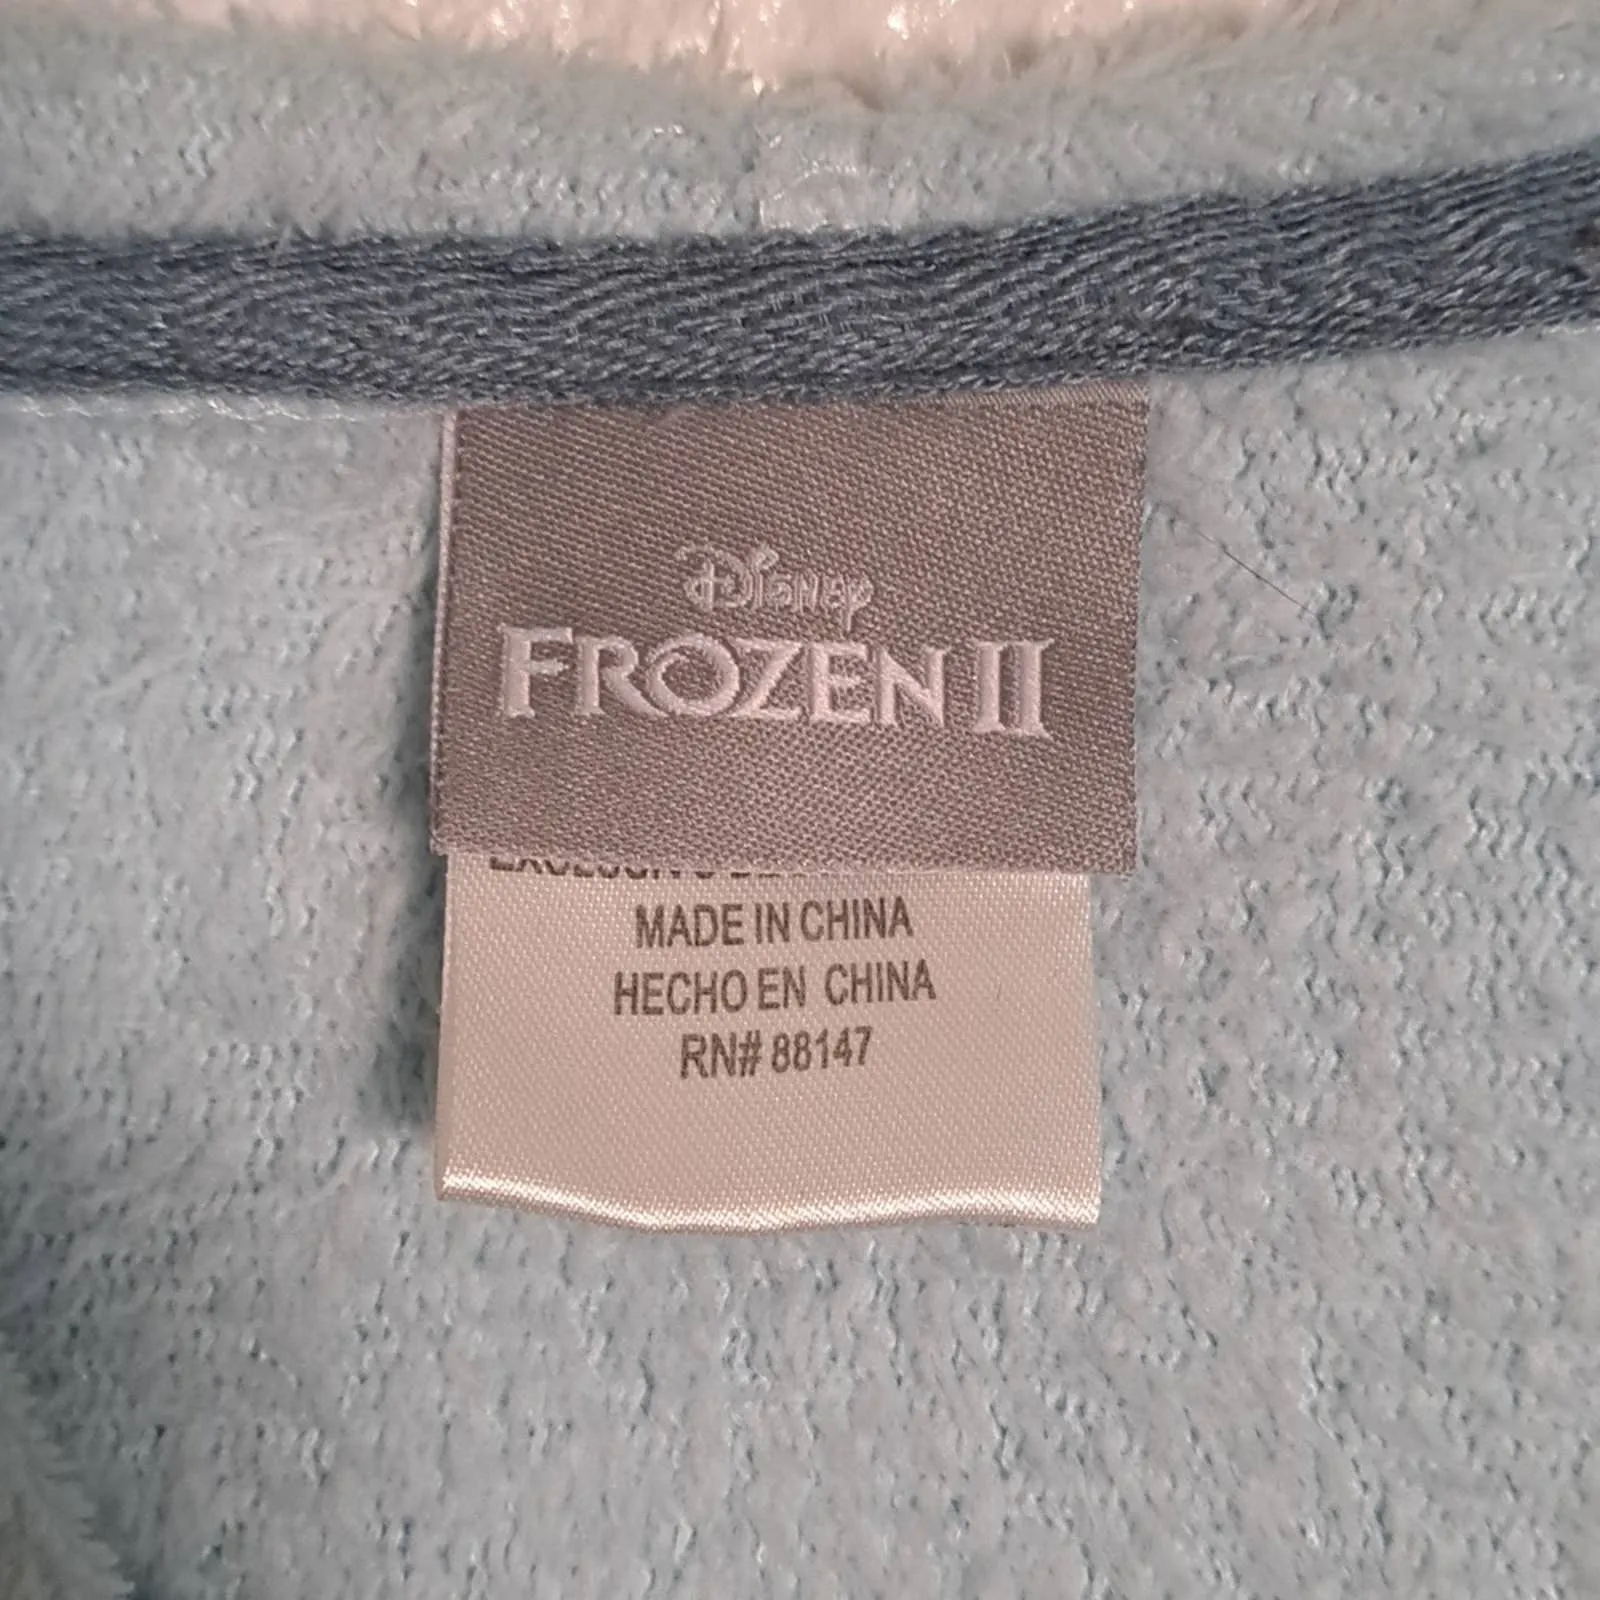 Disney
FROZEN II
MADE IN CHINA
HECHO EN CHINA
RN# 88147